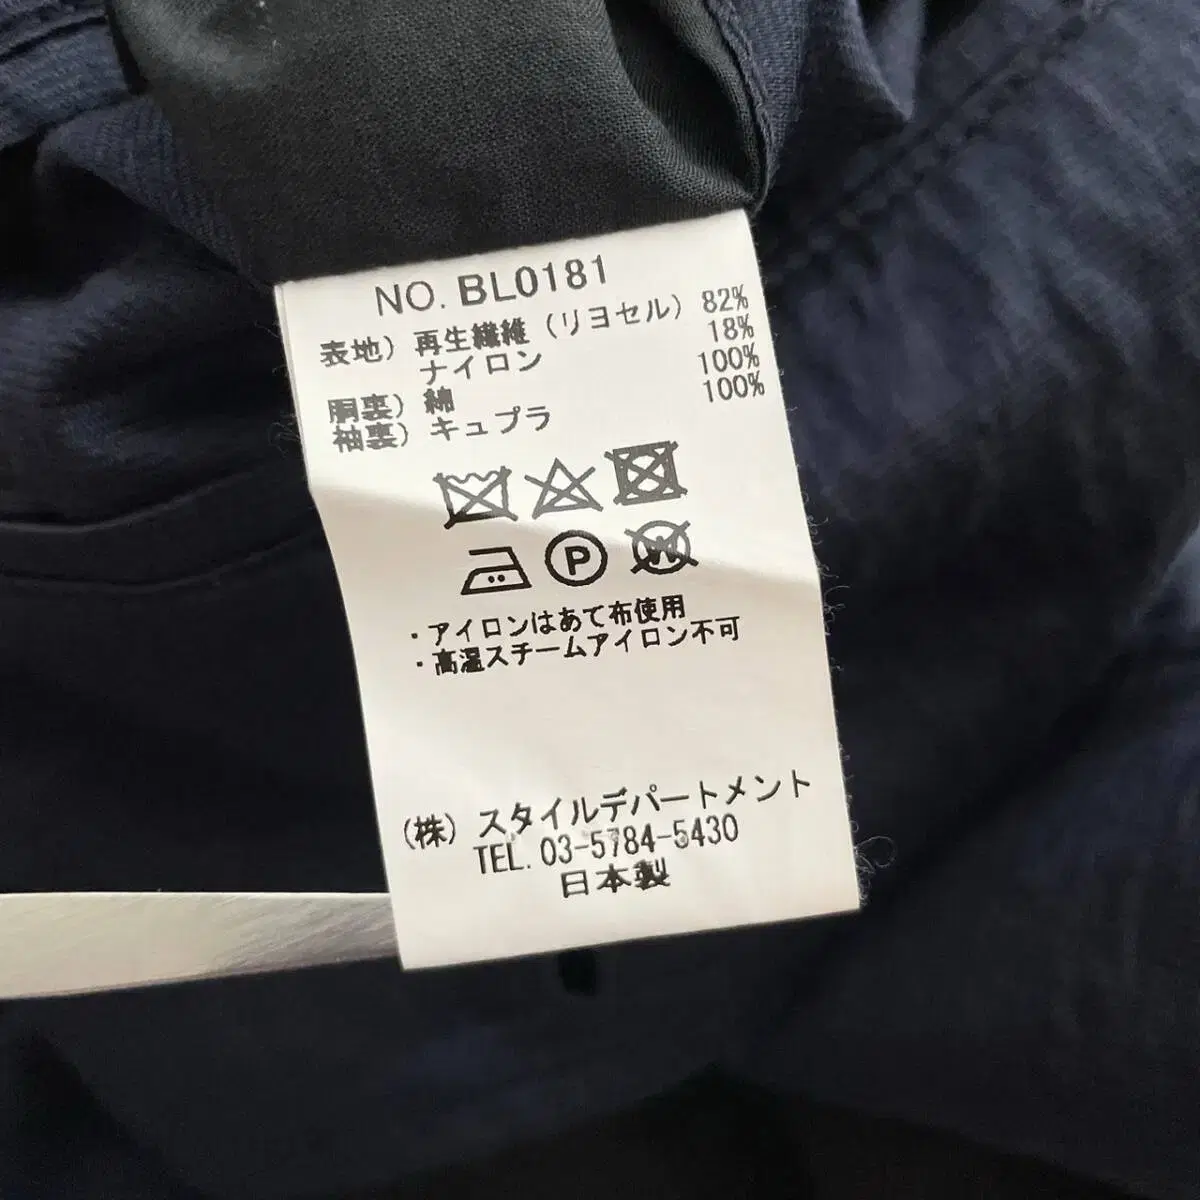 NO. BL0181
表地) 再生繊維 (リヨセル) 82%
ナイロン 18%
胴裏) 綿 100%
袖裏) キュプラ 100%
P
W
・アイロンはあて布使用
・高温スチームアイロン不可
(株) スタイルデパートメント
TEL. 03-5784-5430
日本製